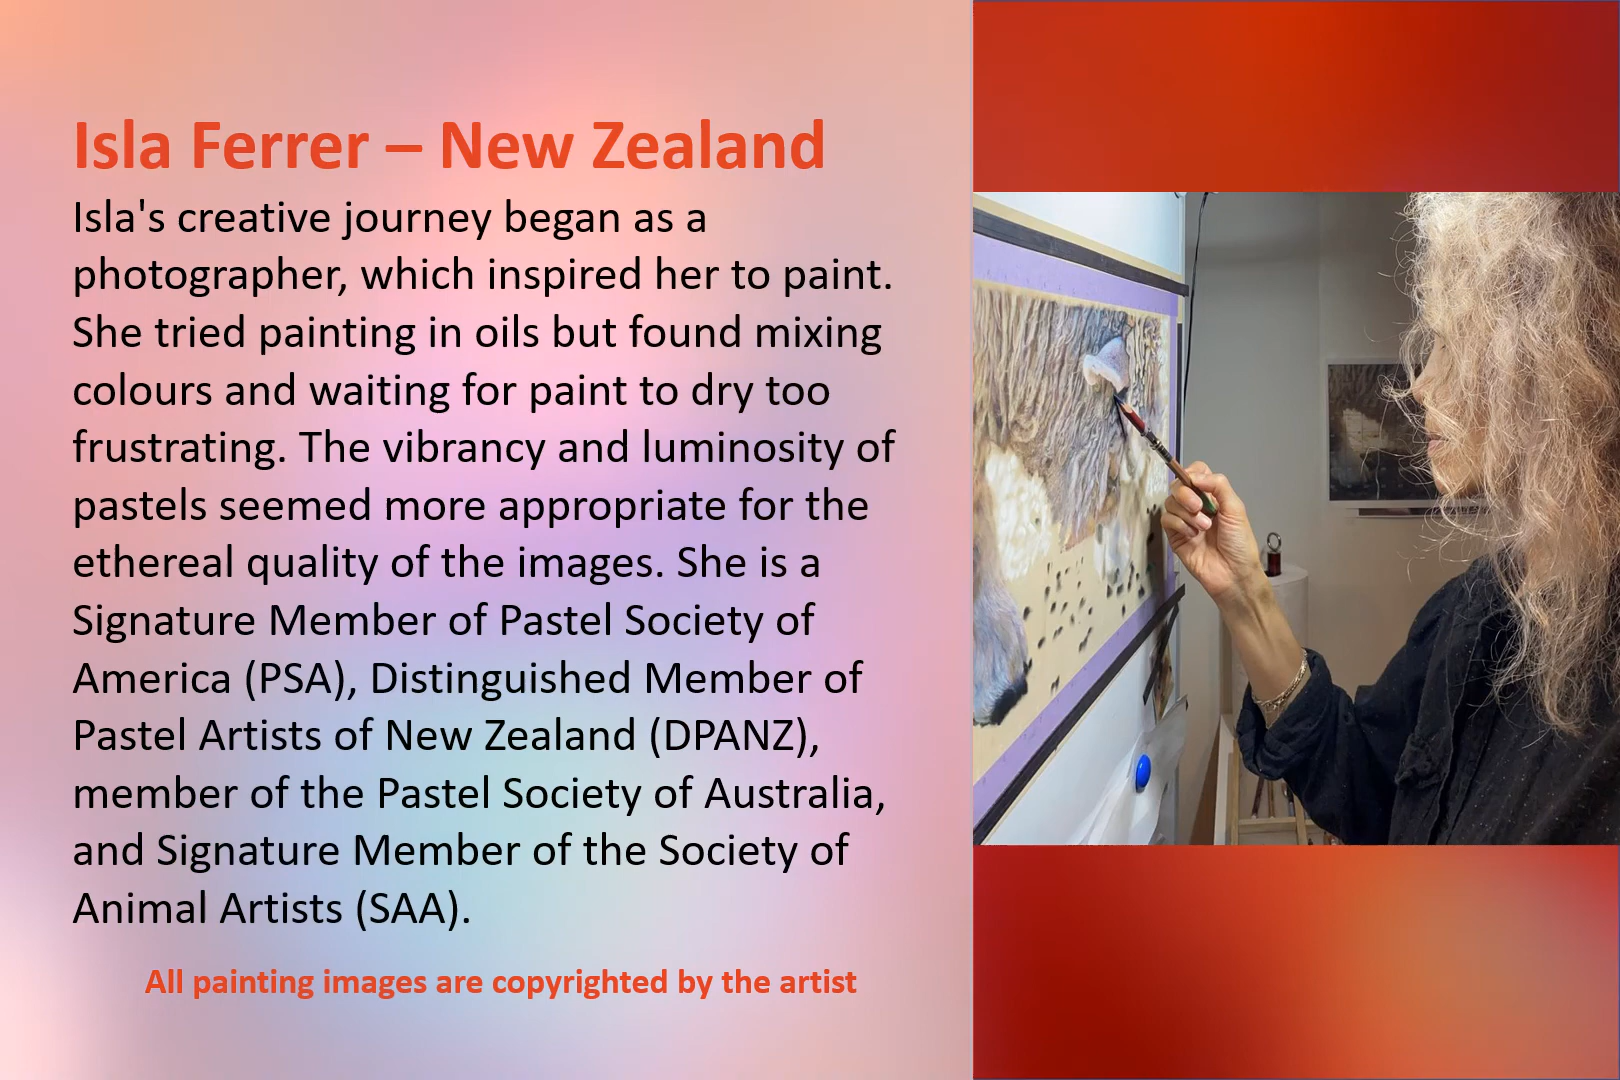 Isla Ferrer – New Zealand
Isla's creative journey began as a
photographer, which inspired her to paint.
She tried painting in oils but found mixing
colours and waiting for paint to dry too
frustrating. The vibrancy and luminosity of
pastels seemed more appropriate for the
ethereal quality of the images. She is a
Signature Member of Pastel Society of
America (PSA), Distinguished Member of
Pastel Artists of New Zealand (DPANZ),
member of the Pastel Society of Australia,
and Signature Member of the Society of
Animal Artists (SAA).
All painting images are copyrighted by the artist